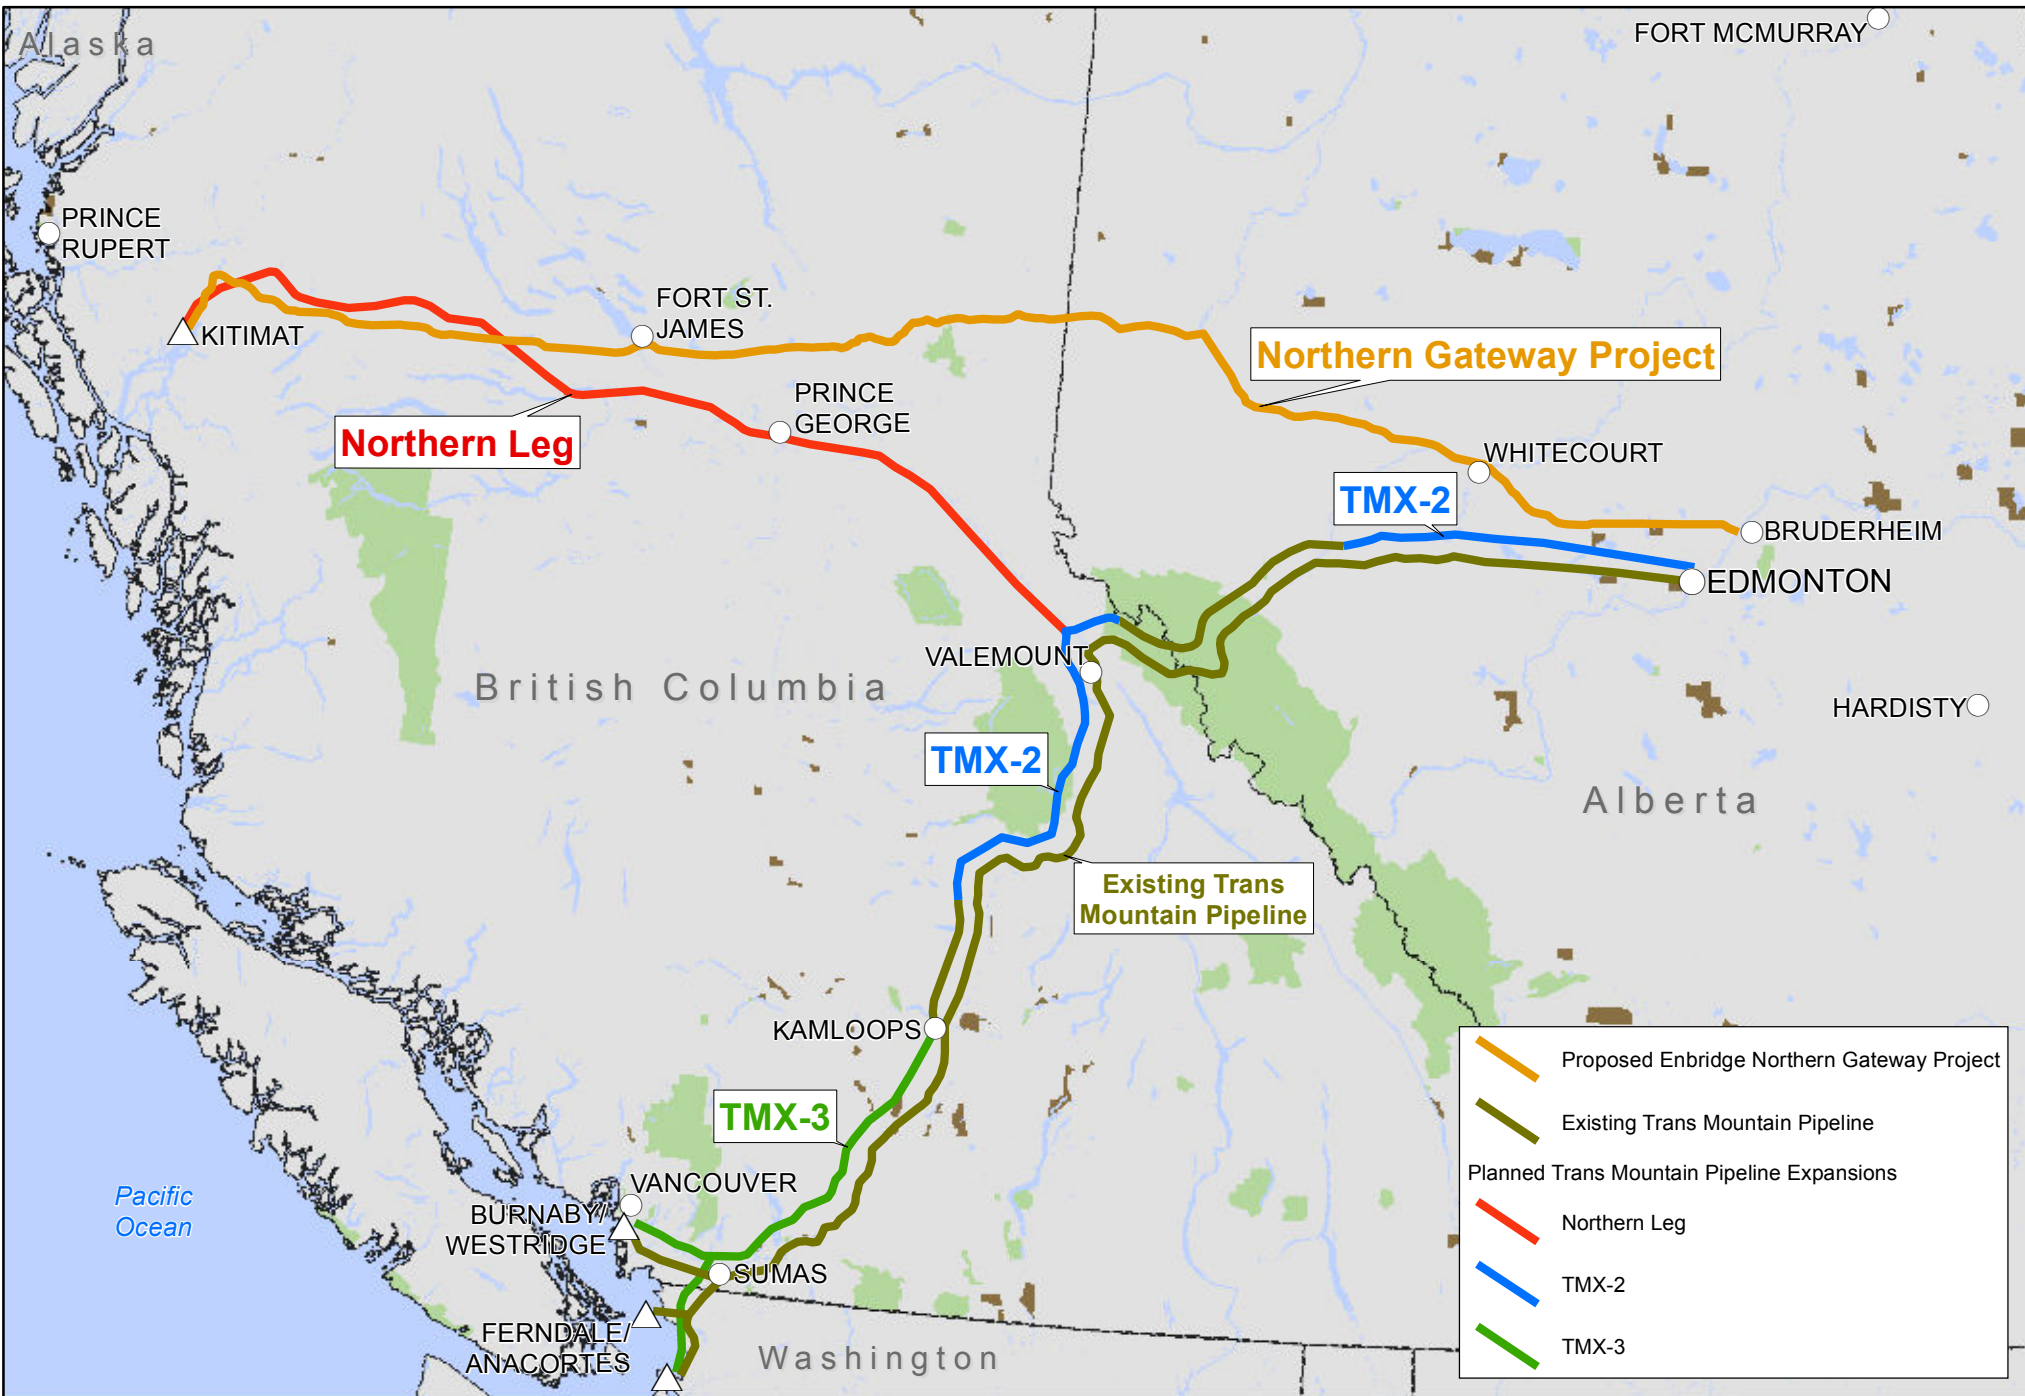 Alaska
FORT MCMURRAY
PRINCE
RUPERT
KITIMAT
FORT ST.
JAMES
Northern Gateway Project
PRINCE
GEORGE
Northern Leg
WHITECOURT
TMX-2
BRUDERHEIM
EDMONTON
VALEMOUNT
British Columbia
HARDISTY
TMX-2
Alberta
Existing Trans
Mountain Pipeline
KAMLOOPS
TMX-3
VANCOUVER
BURNABY/
WESTRIDGE
Pacific
Ocean
SUMAS
FERNDALE/
ANACORTES
Washington
Proposed Enbridge Northern Gateway Project
Existing Trans Mountain Pipeline
Planned Trans Mountain Pipeline Expansions
Northern Leg
TMX-2
TMX-3